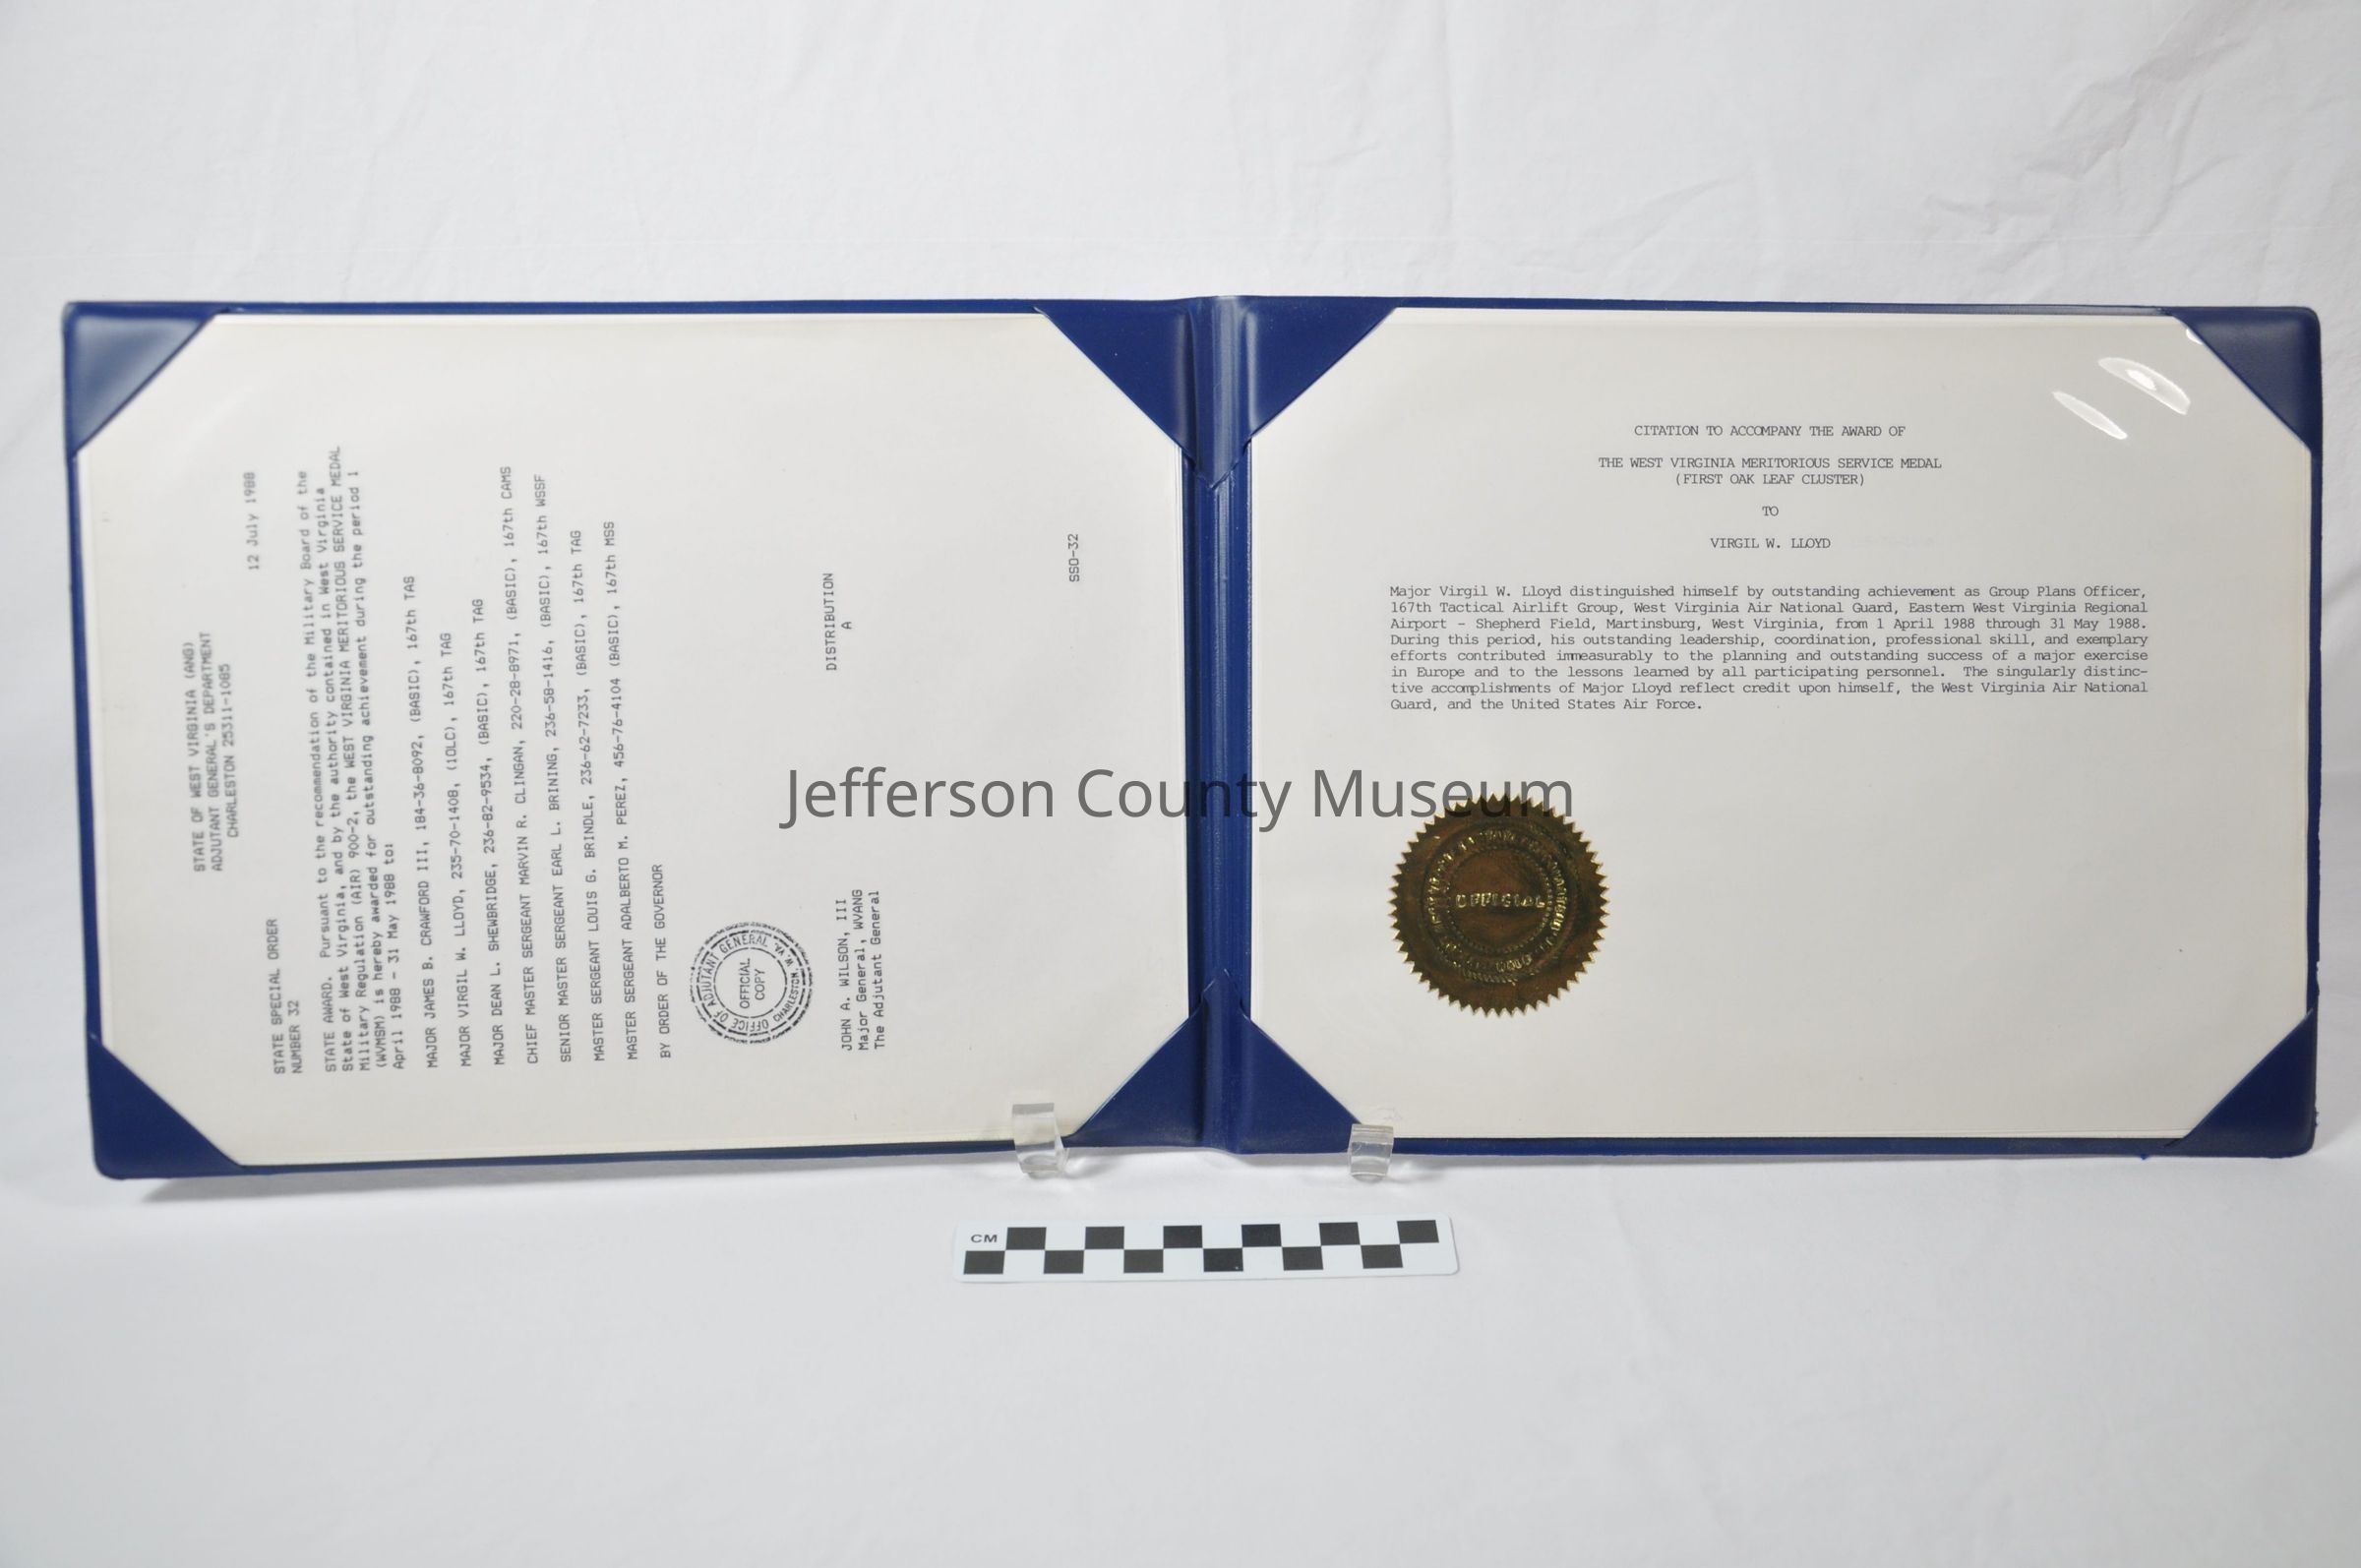 STATE OF WEST VIRGINIA (ANG)
ADJUTANT GENERAL'S DEPARTMENT
CHARLESTON 25311-1085
12 July 1988
STATE SPECIAL ORDER
NUMBER 32
STATE AWARD. Pursuant to the recommendation of the Military Board of the
State of West Virginia, and by the authority contained in West Virginia
Military Regulation (AIR) 900-2, the WEST VIRGINIA MERITORIOUS SERVICE MEDAL
(WVMSM) is hereby awarded for outstanding achievement during the period 1
April 1988 - 31 May 1988 to:
MAJOR JAMES B. CRAWFORD III, [SSN omitted], (BASIC), 167th TAS
MAJOR VIRGIL W. LLOYD, [SSN omitted], (1OLC), 167th TAG
MAJOR DEAN L. SHEWBRIDGE, [SSN omitted], (BASIC), 167th TAG
CHIEF MASTER SERGEANT MARVIN R. CLINGAN, [SSN omitted], (BASIC), 167th CAMS
SENIOR MASTER SERGEANT EARL L. BRINING, [SSN omitted], (BASIC), 167th WSSF
MASTER SERGEANT LOUIS G. BRINDLE, [SSN omitted], (BASIC), 167th TAG
MASTER SERGEANT ADALBERTO M. PEREZ, [SSN omitted] (BASIC), 167th MSS
BY ORDER OF THE GOVERNOR
OFFICE OF ADJUTANT GENERAL
CHARLESTON, W. VA.
OFFICIAL
COPY
JOHN A. WILSON, III
Major General, WVANG
The Adjutant General
DISTRIBUTION
A
SSO-32
CITATION TO ACCOMPANY THE AWARD OF
THE WEST VIRGINIA MERITORIOUS SERVICE MEDAL
(FIRST OAK LEAF CLUSTER)
TO
VIRGIL W. LLOYD
Major Virgil W. Lloyd distinguished himself by outstanding achievement as Group Plans Officer,
167th Tactical Airlift Group, West Virginia Air National Guard, Eastern West Virginia Regional
Airport - Shepherd Field, Martinsburg, West Virginia, from 1 April 1988 through 31 May 1988.
During this period, his outstanding leadership, coordination, professional skill, and exemplary
efforts contributed immeasurably to the planning and outstanding success of a major exercise
in Europe and to the lessons learned by all participating personnel. The singularly distinc-
tive accomplishments of Major Lloyd reflect credit upon himself, the West Virginia Air National
Guard, and the United States Air Force.
OFFICIAL
Jefferson County Museum
CM